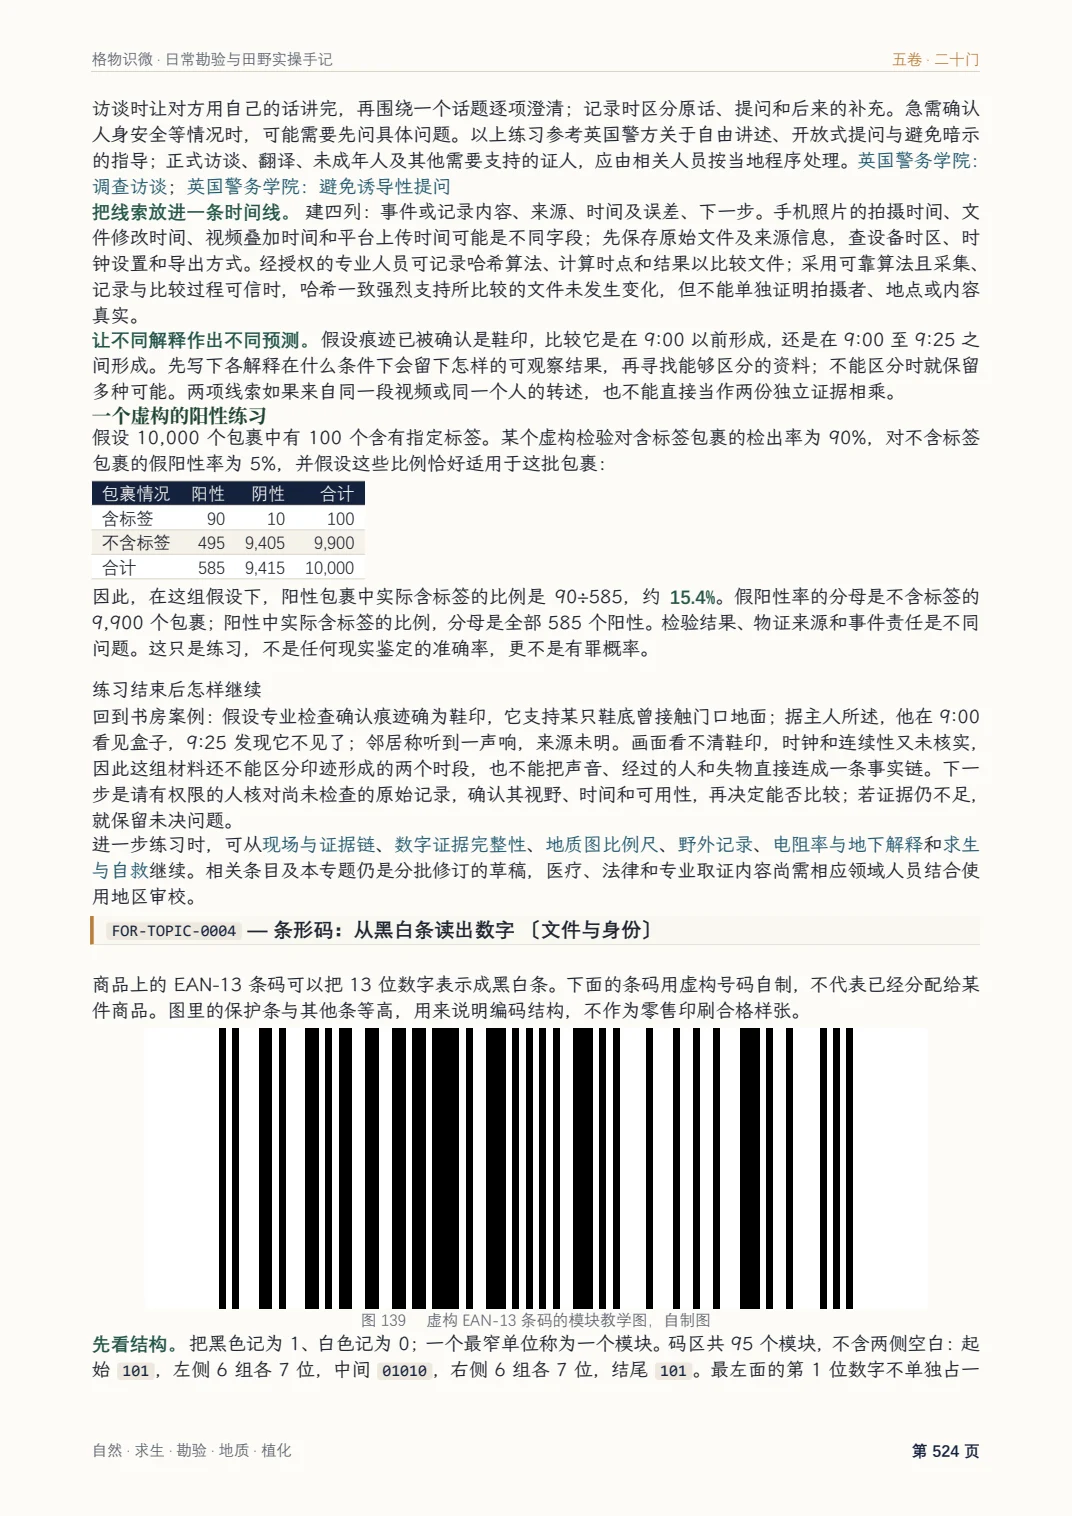 格物识微 · 日常勘验与田野实操手记
五卷 · 二十门
访谈时让对方用自己的话讲完，再围绕一个话题逐项澄清；记录时区分原话、提问和后来的补充。急需确认
人身安全等情况时，可能需要先问具体问题。以上练习参考英国警方关于自由讲述、开放式提问与避免暗示
的指导；正式访谈、翻译、未成年人及其他需要支持的证人，应由相关人员按当地程序处理。英国警务学院：
调查访谈；英国警务学院：避免诱导性提问
把线索放进一条时间线。 建四列：事件或记录内容、来源、时间及误差、下一步。手机照片的拍摄时间、文
件修改时间、视频叠加时间和平台上传时间可能是不同字段；先保存原始文件及来源信息，查设备时区、时
钟设置和导出方式。经授权的专业人员可记录哈希算法、计算时点和结果以比较文件；采用可靠算法且采集、
记录与比较过程可信时，哈希一致强烈支持所比较的文件未发生变化，但不能单独证明拍摄者、地点或内容
真实。
让不同解释作出不同预测。 假设痕迹已被确认是鞋印，比较它是在 9:00 以前形成，还是在 9:00 至 9:25 之
间形成。先写下各解释在什么条件下会留下怎样的可观察结果，再寻找能够区分的资料；不能区分时就保留
多种可能。两项线索如果来自同一段视频或同一个人的转述，也不能直接当作两份独立证据相乘。
一个虚构的阳性练习
假设 10,000 个包裹中有 100 个含有指定标签。某个虚构检验对含标签包裹的检出率为 90%，对不含标签
包裹的假阳性率为 5%，并假设这些比例恰好适用于这批包裹：
包裹情况 阳性 阴性 合计
含标签 90 10 100
不含标签 495 9,405 9,900
合计 585 9,415 10,000
因此，在这组假设下，阳性包裹中实际含标签的比例是 90÷585，约 15.4%。假阳性率的分母是不含标签的
9,900 个包裹；阳性中实际含标签的比例，分母是全部 585 个阳性。检验结果、物证来源和事件责任是不同
问题。这只是练习，不是任何现实鉴定的准确率，更不是有罪概率。
练习结束后怎样继续
回到书房案例：假设专业检查确认痕迹确为鞋印，它支持某只鞋底曾接触门口地面；据主人所述，他在 9:00
看见盒子，9:25 发现它不见了；邻居称听到一声响，来源未明。画面看不清鞋印，时钟和连续性又未核实，
因此这组材料还不能区分印迹形成的两个时段，也不能把声音、经过的人和失物直接连成一条事实链。下一
步是请有权限的人核对尚未检查的原始记录，确认其视野、时间和可用性，再决定能否比较；若证据仍不足，
就保留未决问题。
进一步练习时，可从现场与证据链、数字证据完整性、地质图比例尺、野外记录、电阻率与地下解释和求生
与自救继续。相关条目及本专题仍是分批修订的草稿，医疗、法律和专业取证内容尚需相应领域人员结合使
用地区审校。
FOR-TOPIC-0004 — 条形码：从黑白条读出数字 〔文件与身份〕
商品上的 EAN-13 条码可以把 13 位数字表示成黑白条。下面的条码用虚构号码自制，不代表已经分配给某
件商品。图里的保护条与其他条等高，用来说明编码结构，不作为零售印刷合格样张。
图 139 虚构 EAN-13 条码的模块教学图，自制图
先看结构。 把黑色记为 1、白色记为 0；一个最窄单位称为一个模块。码区共 95 个模块，不含两侧空白：起
始 101，左侧 6 组各 7 位，中间 01010，右侧 6 组各 7 位，结尾 101。最左面的第 1 位数字不单独占一
自然 · 求生 · 勘验 · 地质 · 植化
第 524 页